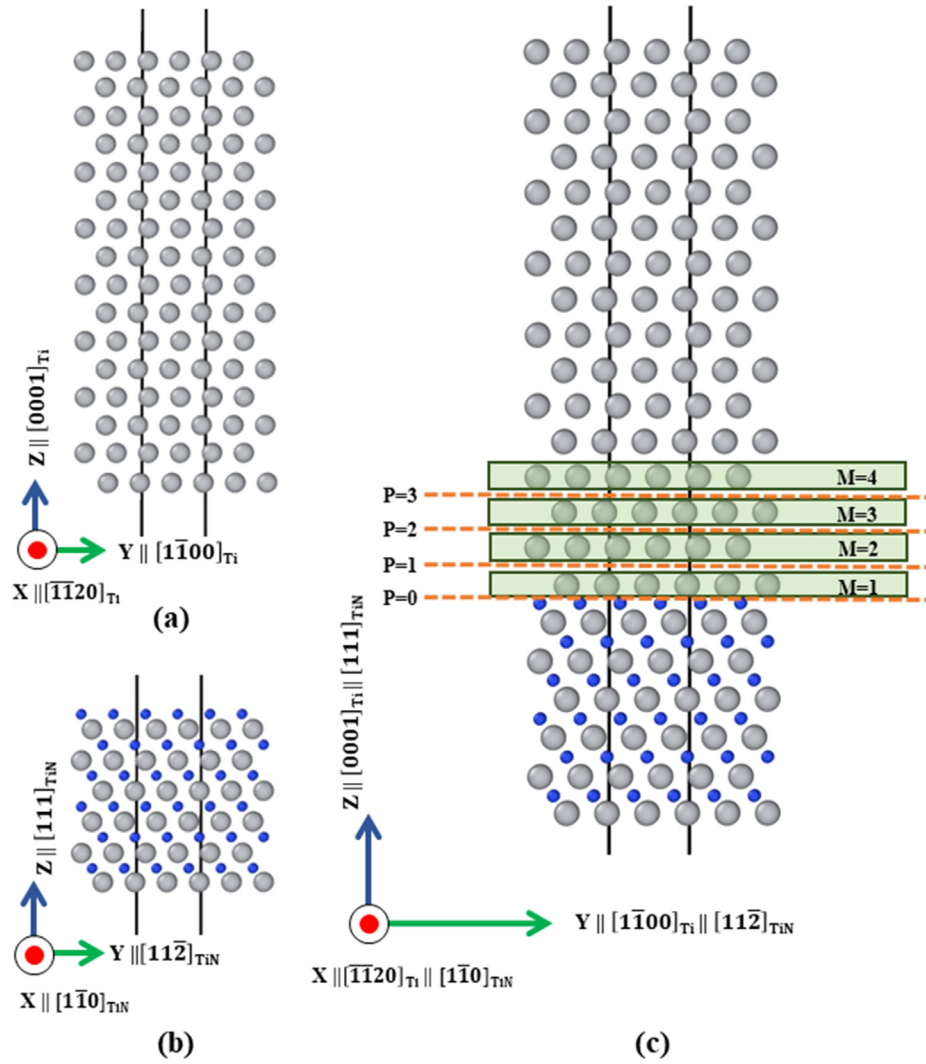 Z || [0001]Ti
Y || [11̅00]Ti
X ||[1̅1̅20]Ti
(a)
Z || [111]TiN
Y ||[112̅]TiN
X || [11̅0]TiN
(b)
M=4
P=3
M=3
P=2
M=2
P=1
M=1
P=0
Z || [0001]Ti || [111]TiN
Y || [11̅00]Ti || [112̅]TiN
X ||[1̅1̅20]Ti || [11̅0]TiN
(c)